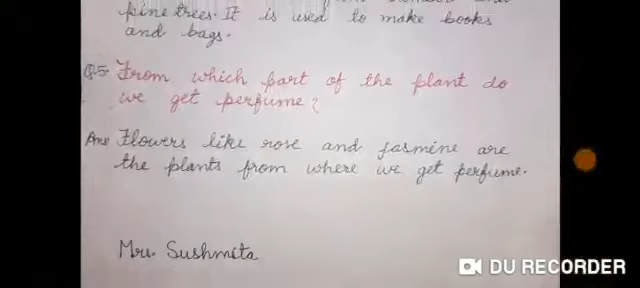 pine trees. It is used to make books
and bags.
Q.5 From which part of the plant do
we get perfume?
Ans Flowers like rose and jasmine are
the plants from where we get perfume.
Mrs. Sushmita
DU RECORDER